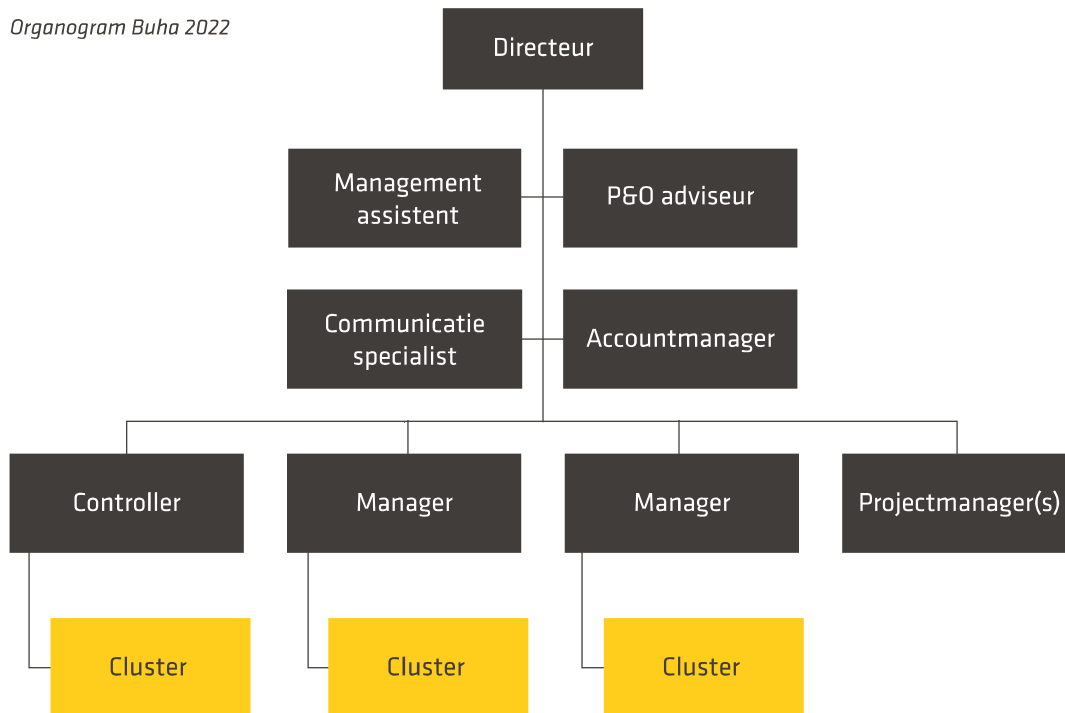 Organogram Buha 2022
Directeur
Management
assistent
P&O adviseur
Communicatie
specialist
Accountmanager
Controller
Manager
Manager
Projectmanager(s)
Cluster
Cluster
Cluster